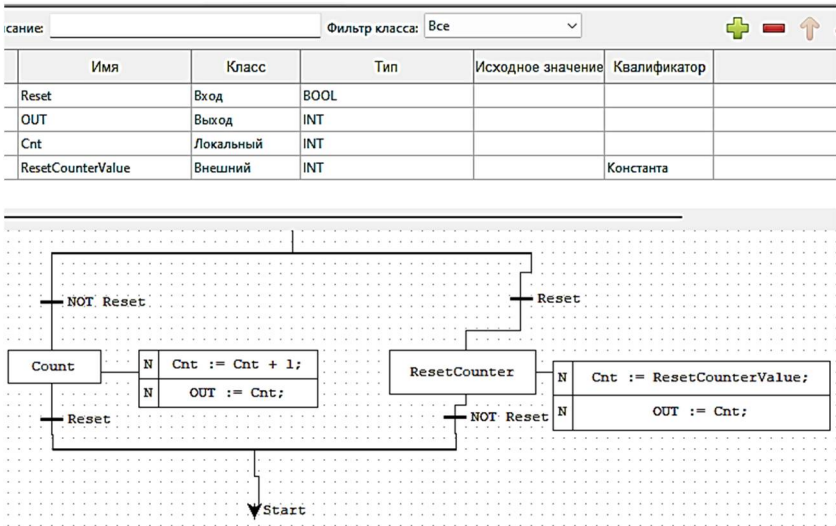 исание: Фильтр класса: Все
Имя Класс Тип Исходное значение Квалификатор
Reset Вход BOOL
OUT Выход INT
Cnt Локальный INT
ResetCounterValue Внешний INT Константа
NOT Reset Reset
Count N Cnt := Cnt + 1;
N OUT := Cnt;
ResetCounter N Cnt := ResetCounterValue;
N OUT := Cnt;
Reset NOT Reset
Start